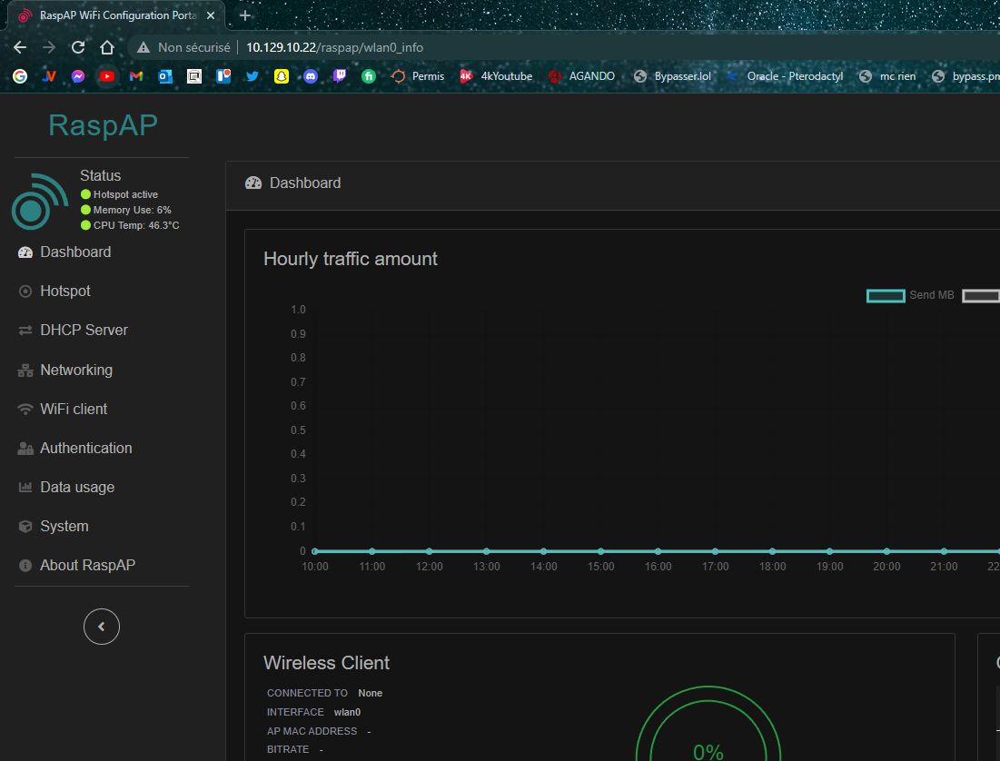 RaspAP WiFi Configuration Porta
Non sécurisé | 10.129.10.22/raspap/wlan0_info
Permis 4kYoutube AGANDO Bypasser.lol Oracle - Pterodactyl mc rien bypass.pm
RaspAP
Status
Hotspot active
Memory Use: 6%
CPU Temp: 46.3°C
Dashboard
Hotspot
DHCP Server
Networking
WiFi client
Authentication
Data usage
System
About RaspAP
Dashboard
Hourly traffic amount
Send MB
1.0
0.9
0.8
0.7
0.6
0.5
0.4
0.3
0.2
0.1
0
10:00 11:00 12:00 13:00 14:00 15:00 16:00 17:00 18:00 19:00 20:00 21:00 22
Wireless Client
CONNECTED TO None
INTERFACE wlan0
AP MAC ADDRESS -
BITRATE -
0%